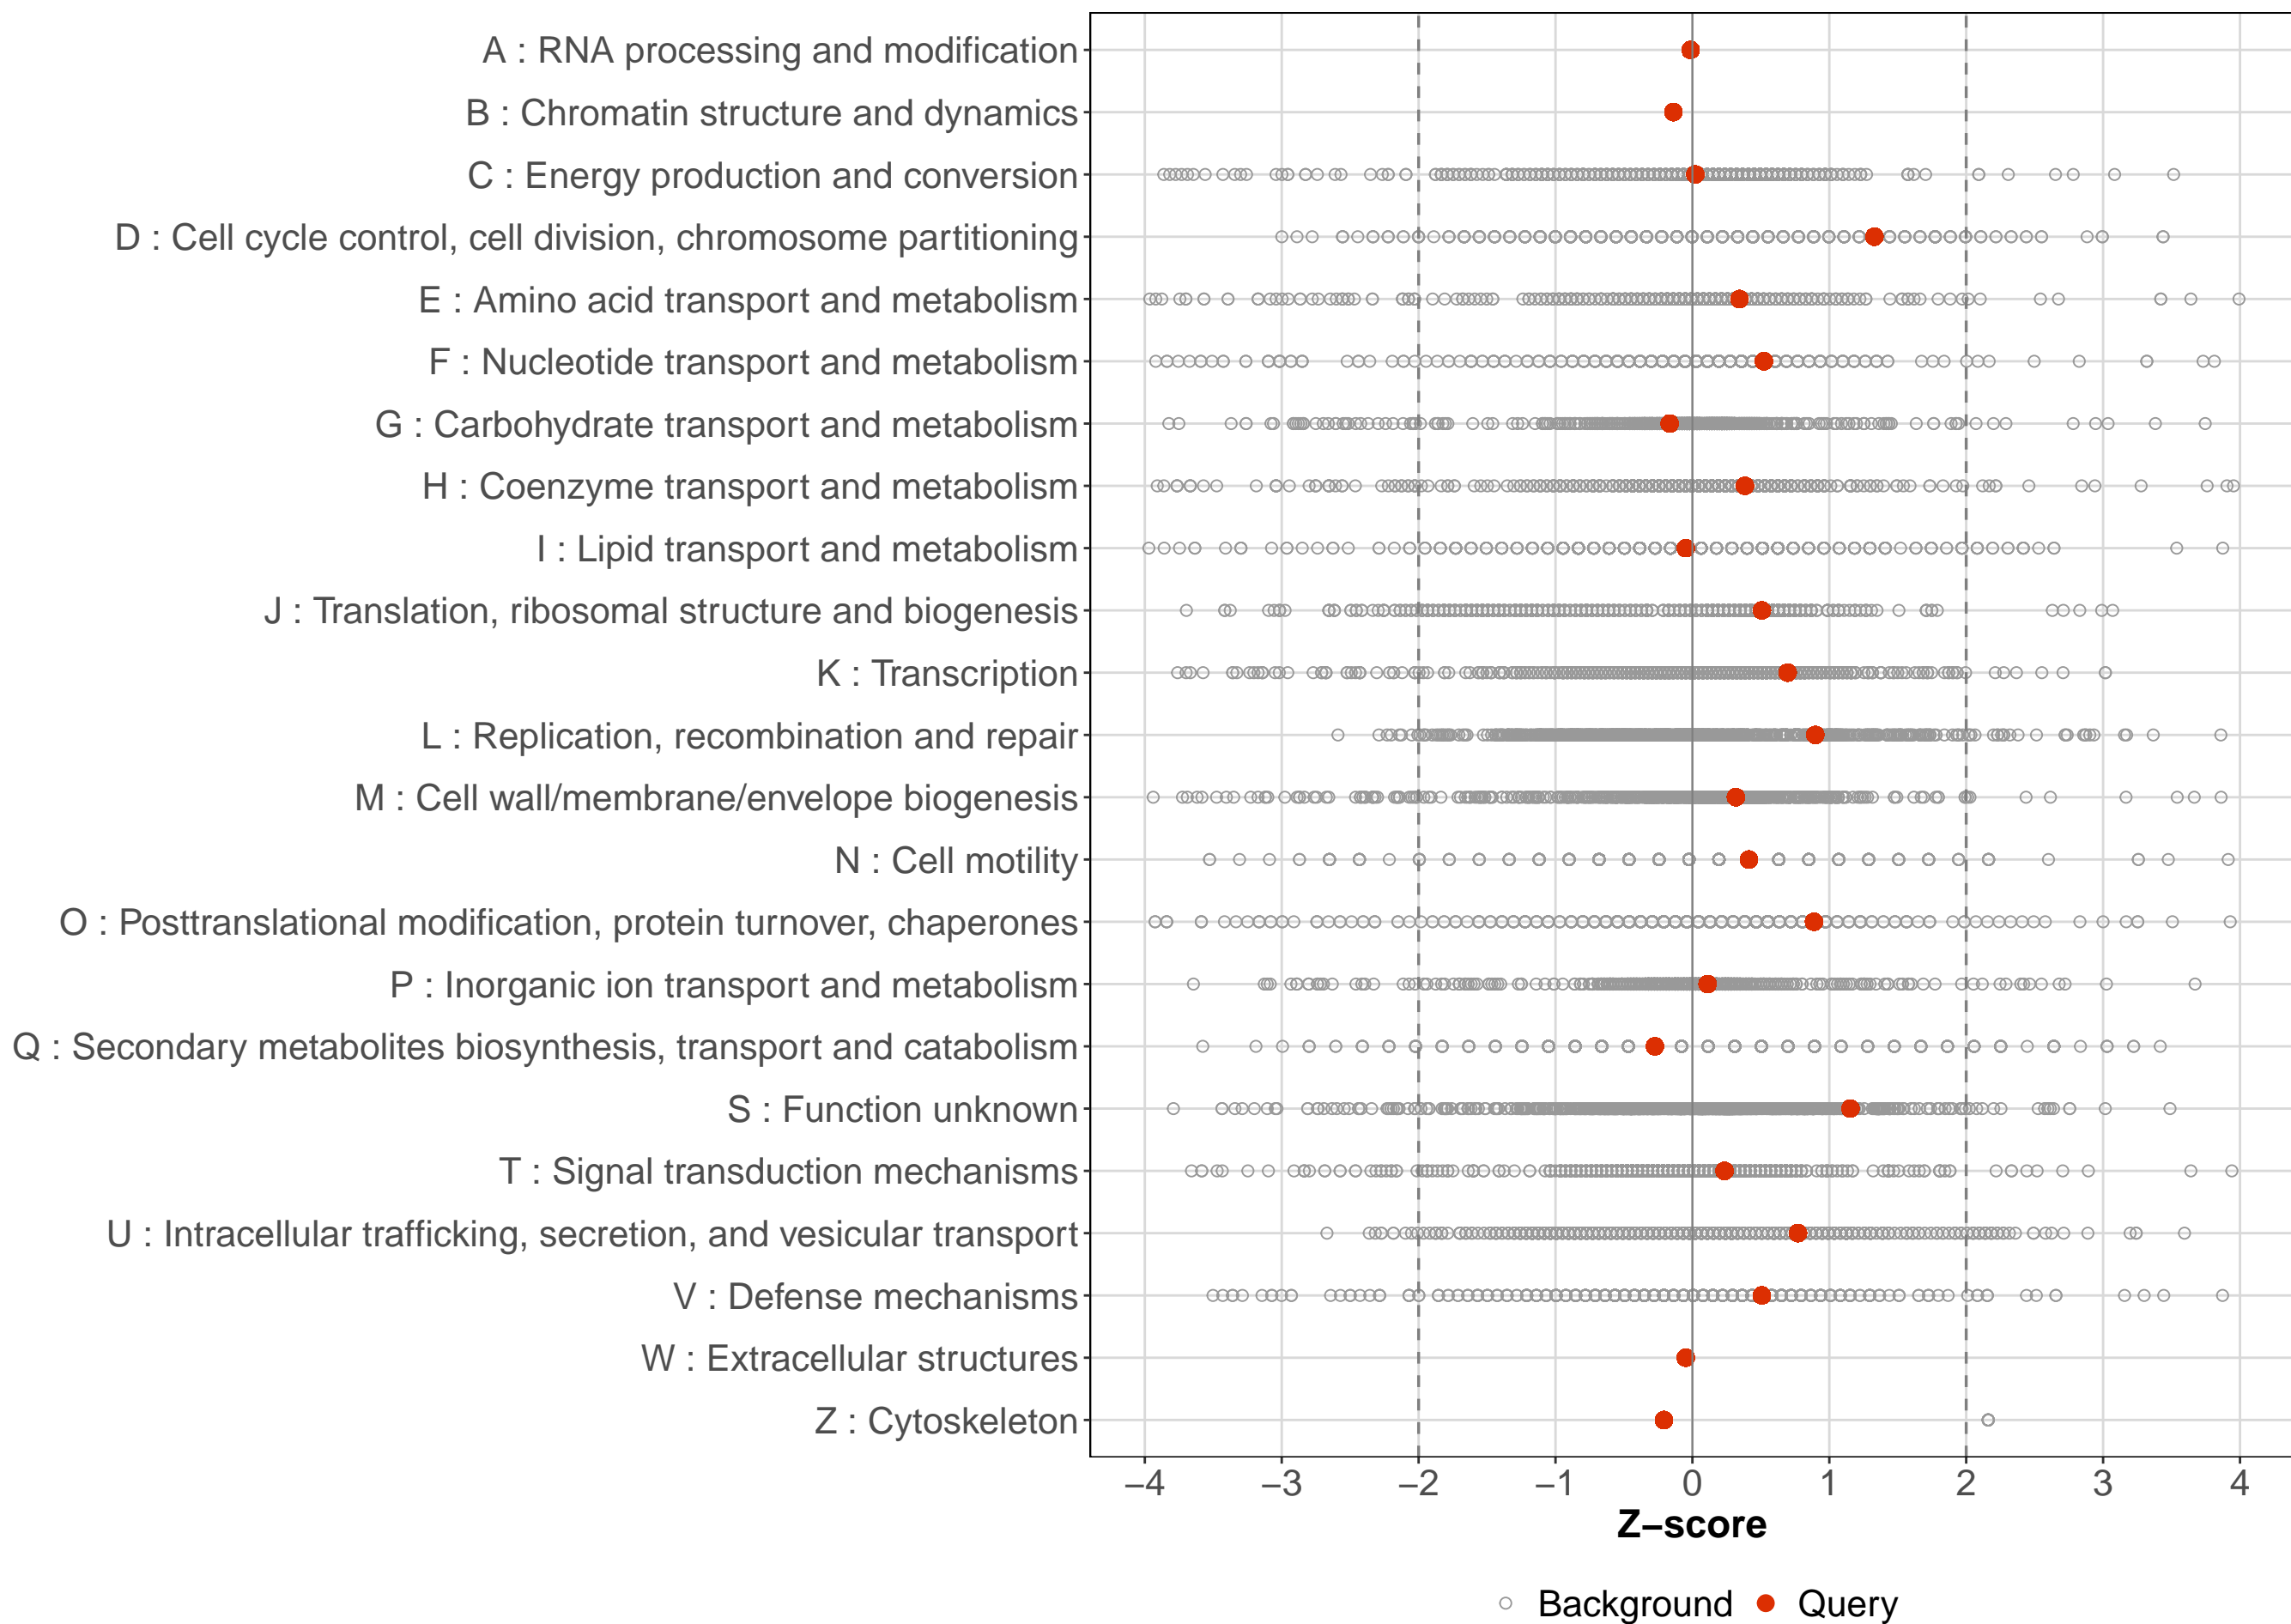 A : RNA processing and modification
B : Chromatin structure and dynamics
C : Energy production and conversion
D : Cell cycle control, cell division, chromosome partitioning
E : Amino acid transport and metabolism
F : Nucleotide transport and metabolism
G : Carbohydrate transport and metabolism
H : Coenzyme transport and metabolism
I : Lipid transport and metabolism
J : Translation, ribosomal structure and biogenesis
K : Transcription
L : Replication, recombination and repair
M : Cell wall/membrane/envelope biogenesis
N : Cell motility
O : Posttranslational modification, protein turnover, chaperones
P : Inorganic ion transport and metabolism
Q : Secondary metabolites biosynthesis, transport and catabolism
S : Function unknown
T : Signal transduction mechanisms
U : Intracellular trafficking, secretion, and vesicular transport
V : Defense mechanisms
W : Extracellular structures
Z : Cytoskeleton
−4 −3 −2 −1 0 1 2 3 4
Z−score
Background Query